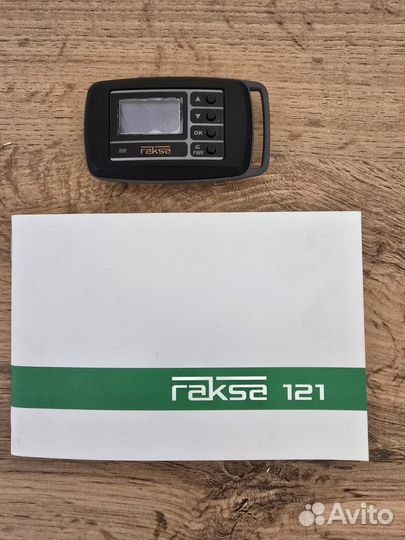 ▲
▼
OK
C
PWR
raksa
raksa 121
Avito